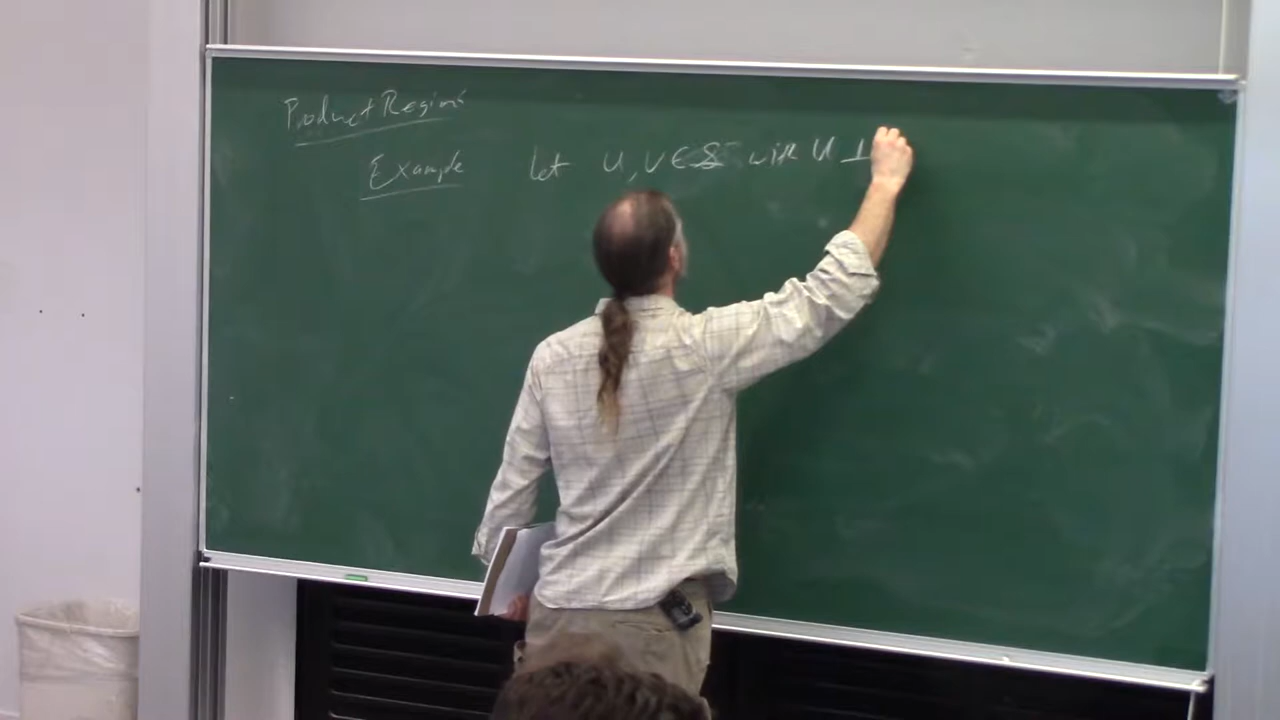 Product Regions
Example Let U, V ∈ 𝔖 with U ⊥